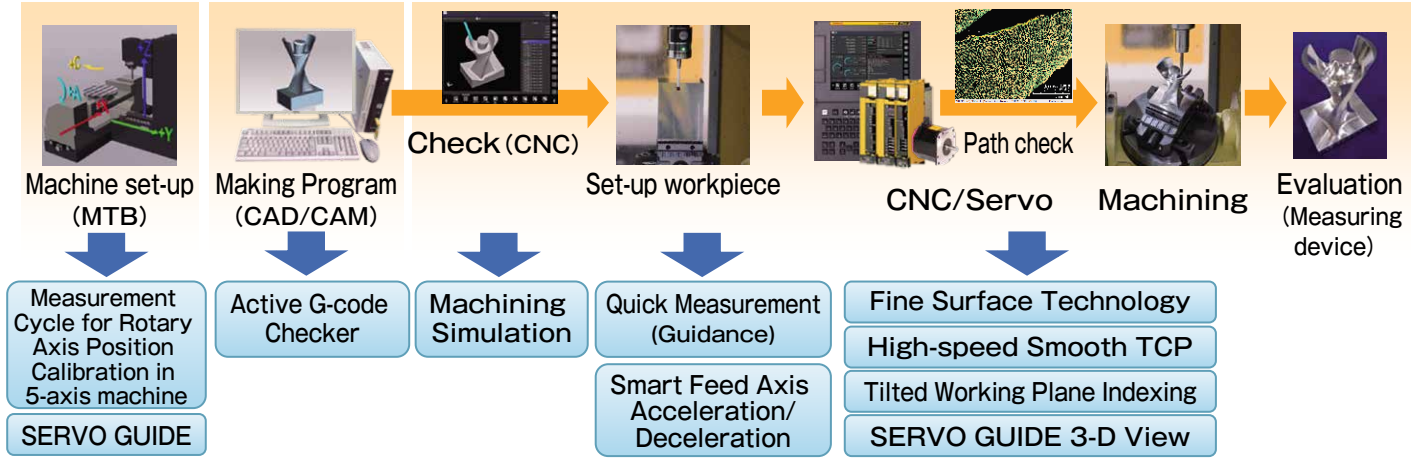 Machine set-up
(MTB)
Making Program
(CAD/CAM)
Check (CNC)
Set-up workpiece
Path check
CNC/Servo
Machining
Evaluation
(Measuring
device)
Measurement
Cycle for Rotary
Axis Position
Calibration in
5-axis machine
SERVO GUIDE
Active G-code
Checker
Machining
Simulation
Quick Measurement
(Guidance)
Smart Feed Axis
Acceleration/
Deceleration
Fine Surface Technology
High-speed Smooth TCP
Tilted Working Plane Indexing
SERVO GUIDE 3-D View